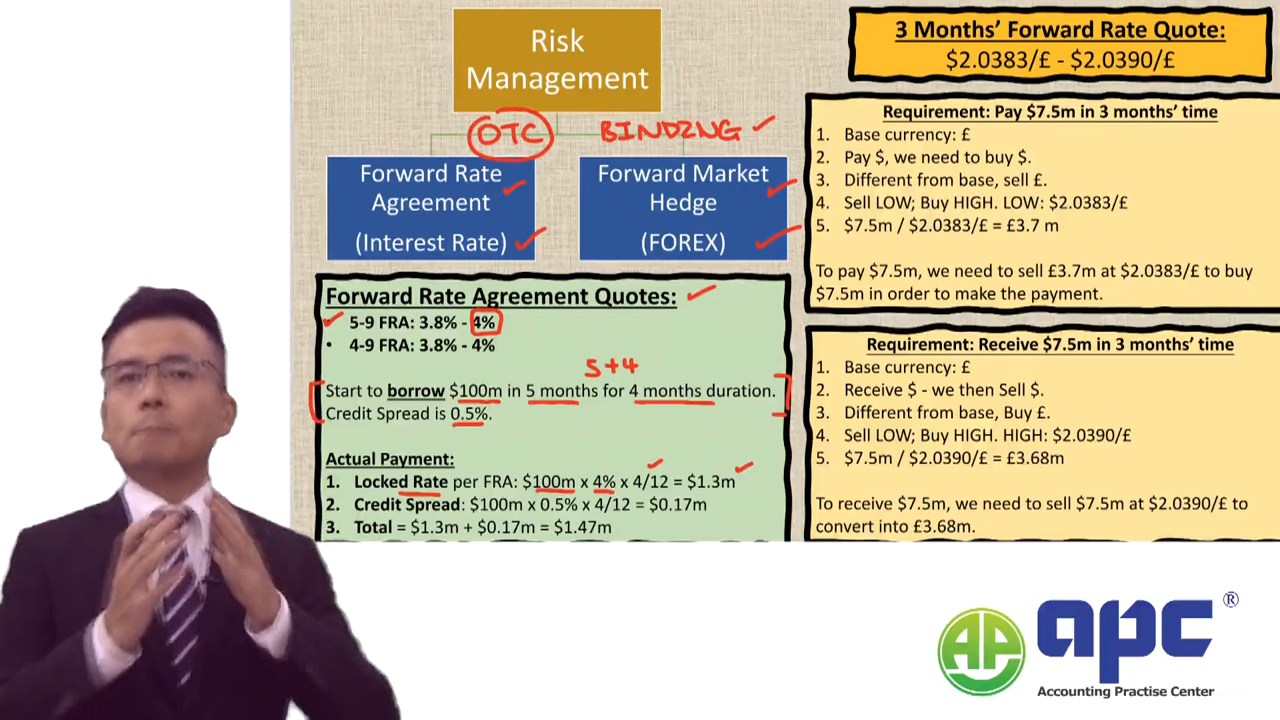 Risk
Management
OTC
BINDING
Forward Rate
Agreement
(Interest Rate)
Forward Market
Hedge
(FOREX)
Forward Rate Agreement Quotes:
5-9 FRA: 3.8% - 4%
• 4-9 FRA: 3.8% - 4%
5+4
Start to borrow $100m in 5 months for 4 months duration.
Credit Spread is 0.5%.
Actual Payment:
1. Locked Rate per FRA: $100m x 4% x 4/12 = $1.3m
2. Credit Spread: $100m x 0.5% x 4/12 = $0.17m
3. Total = $1.3m + $0.17m = $1.47m
3 Months’ Forward Rate Quote:
$2.0383/£ - $2.0390/£
Requirement: Pay $7.5m in 3 months’ time
1. Base currency: £
2. Pay $, we need to buy $.
3. Different from base, sell £.
4. Sell LOW; Buy HIGH. LOW: $2.0383/£
5. $7.5m / $2.0383/£ = £3.7 m
To pay $7.5m, we need to sell £3.7m at $2.0383/£ to buy
$7.5m in order to make the payment.
Requirement: Receive $7.5m in 3 months’ time
1. Base currency: £
2. Receive $ - we then Sell $.
3. Different from base, Buy £.
4. Sell LOW; Buy HIGH. HIGH: $2.0390/£
5. $7.5m / $2.0390/£ = £3.68m
To receive $7.5m, we need to sell $7.5m at $2.0390/£ to
convert into £3.68m.
AP
apc®
Accounting Practise Center